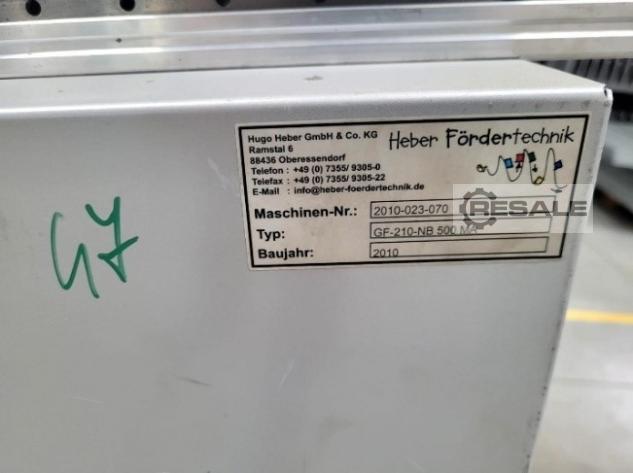 Hugo Heber GmbH & Co. KG
Ramstal 6
88436 Oberessendorf
Telefon : +49 (0) 7355/ 9305-0
Telefax : +49 (0) 7355/ 9305-22
E-Mail : info@heber-foerdertechnik.de
Heber Fördertechnik
Maschinen-Nr.: 2010-023-070
Typ: GF-210-NB 500 MA
Baujahr: 2010
RESALE
G7